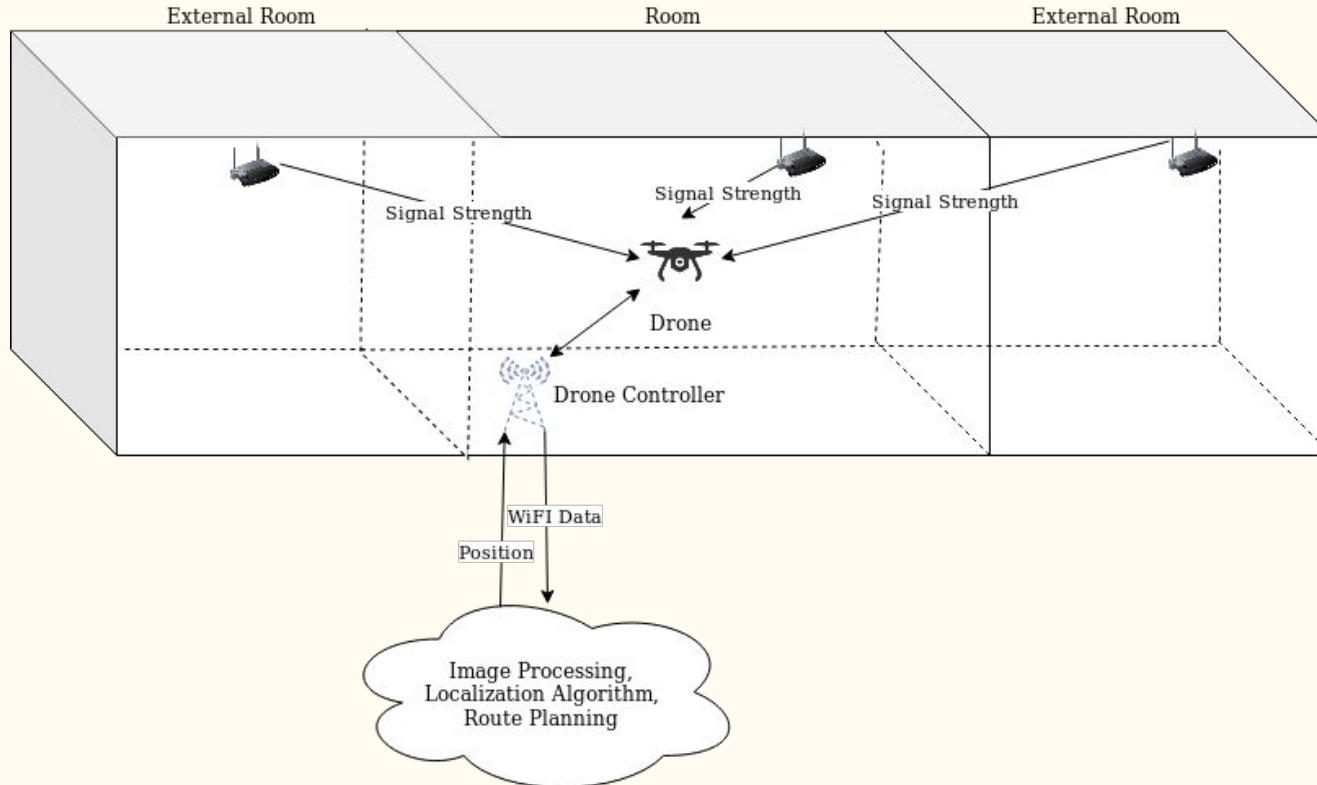 External Room
Room
External Room
Signal Strength
Signal Strength
Signal Strength
Drone
Drone Controller
WiFI Data
Position
Image Processing,
Localization Algorithm,
Route Planning